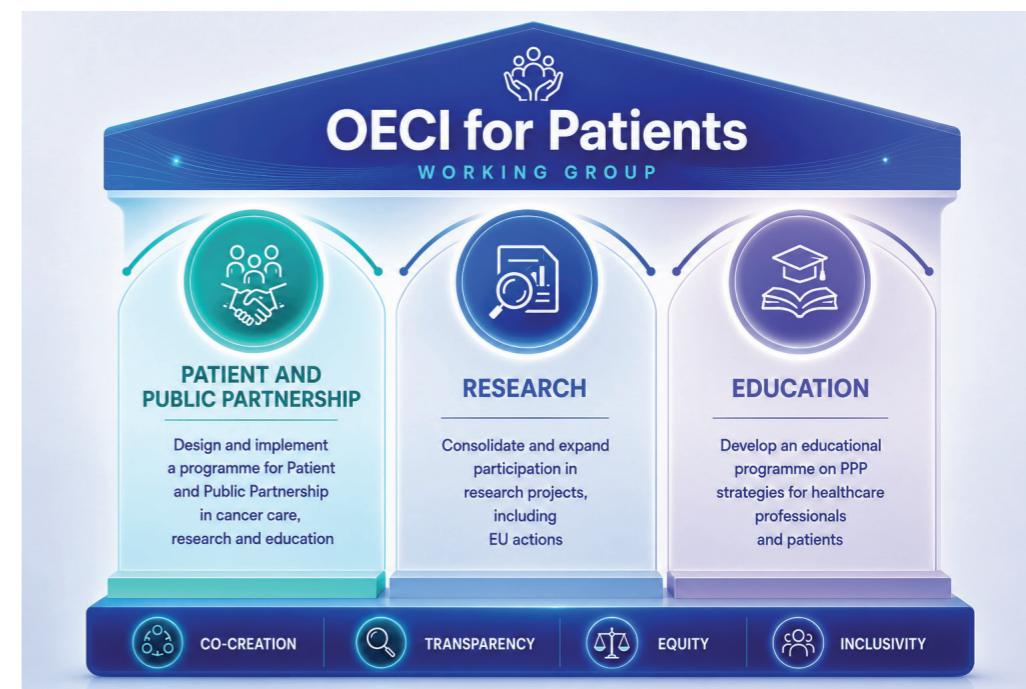 OECI for Patients
WORKING GROUP
PATIENT AND
PUBLIC PARTNERSHIP
Design and implement
a programme for Patient
and Public Partnership
in cancer care,
research and education
RESEARCH
Consolidate and expand
participation in
research projects,
including
EU actions
EDUCATION
Develop an educational
programme on PPP
strategies for healthcare
professionals
and patients
CO-CREATION
TRANSPARENCY
EQUITY
INCLUSIVITY